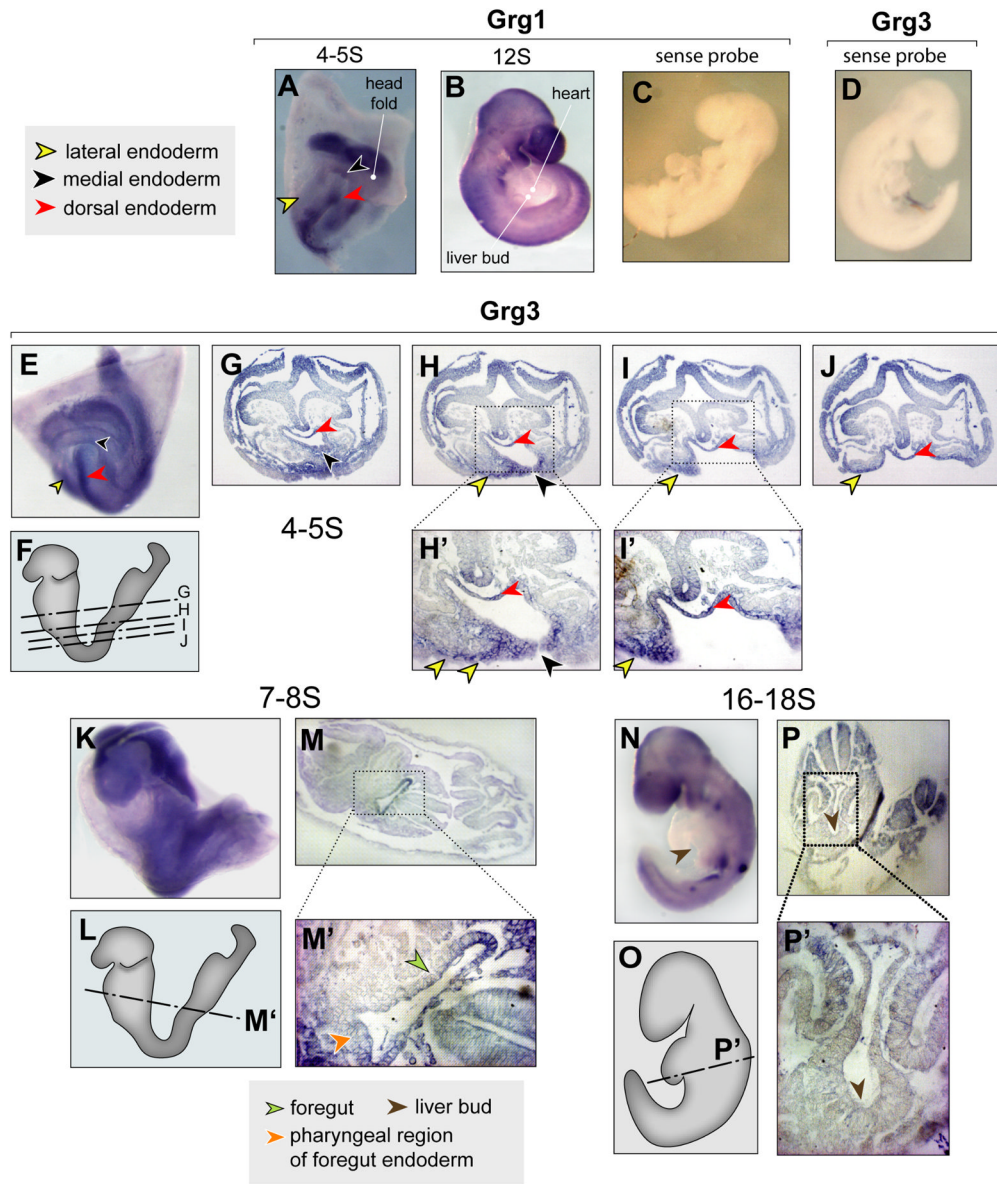 Grg1
Grg3
4-5S
12S
sense probe
sense probe
A
head
fold
B
heart
liver bud
C
D
lateral endoderm
medial endoderm
dorsal endoderm
Grg3
E
G
H
I
J
F
G
H
I
J
4-5S
H'
I'
7-8S
16-18S
K
M
N
P
L
M'
M'
O
P'
P'
foregut
liver bud
pharyngeal region
of foregut endoderm